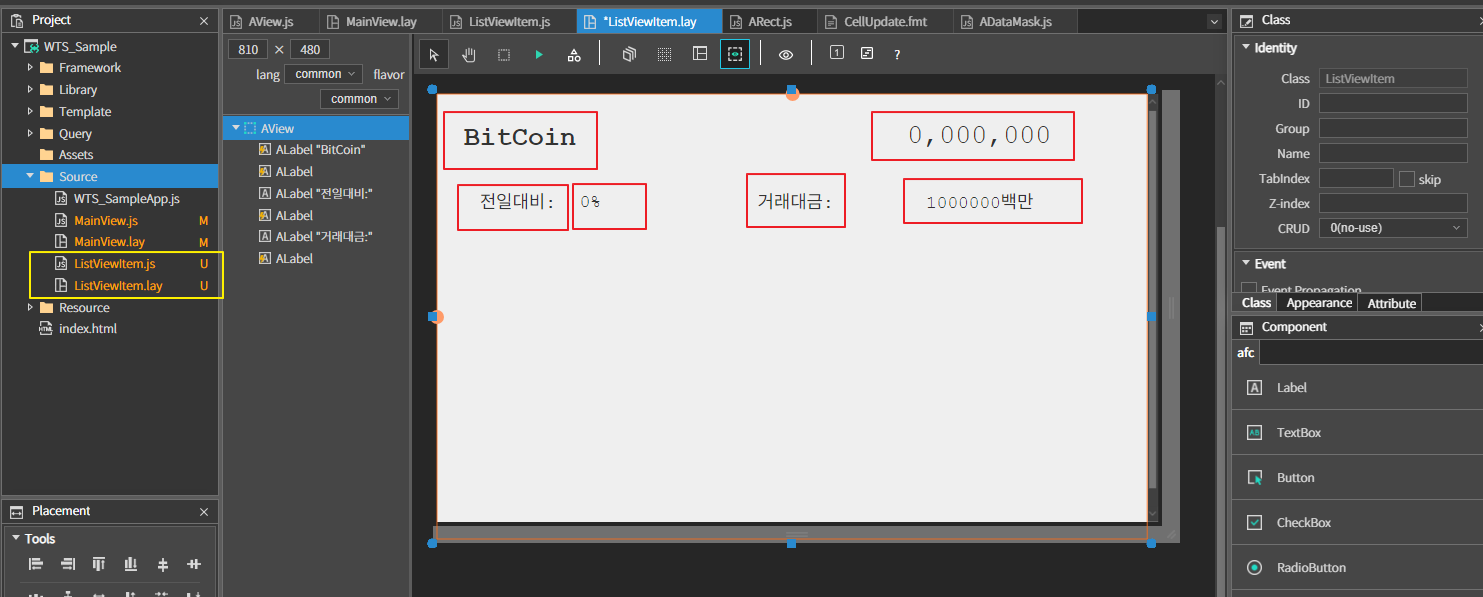 Project
WTS_Sample
Framework
Library
Template
Query
Assets
Source
WTS_SampleApp.js
MainView.js M
MainView.lay M
ListViewItem.js U
ListViewItem.lay U
Resource
index.html
Placement
Tools
AView.js MainView.lay ListViewItem.js *ListViewItem.lay ARect.js CellUpdate.fmt ADataMask.js
810 × 480
lang common flavor
common
AView
ALabel "BitCoin"
ALabel
ALabel "전일대비:"
ALabel
ALabel "거래대금:"
ALabel
1 ?
BitCoin 0,000,000
전일대비: 0% 거래대금: 1000000백만
Class
Identity
Class ListViewItem
ID
Group
Name
TabIndex skip
Z-index
CRUD 0(no-use)
Event
Event Propagation
Class Appearance Attribute
Component
afc
A Label
AB TextBox
Button
CheckBox
RadioButton